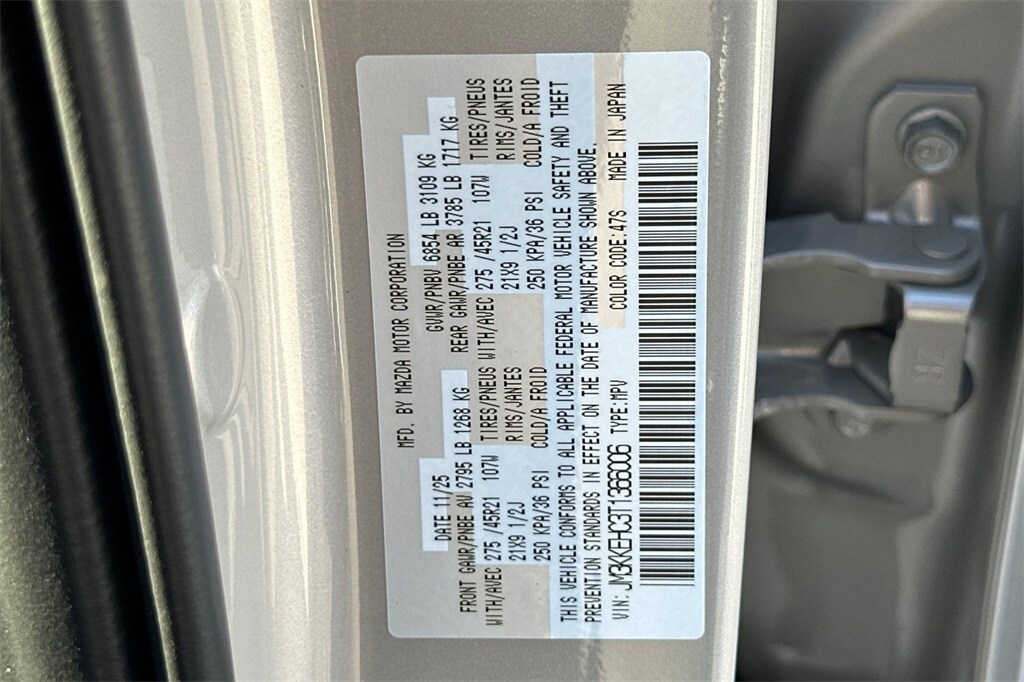 MFD. BY MAZDA MOTOR CORPORATION
DATE 11/25 GVWR/PNBV 6854 LB 3109 KG
FRONT GAWR/PNBE AV 2795 LB 1268 KG REAR GAWR/PNBE AR 3785 LB 1717 KG
WITH/AVEC 275 /45R21 107W TIRES/PNEUS WITH/AVEC 275 /45R21 107W TIRES/PNEUS
21X9 1/2J RIMS/JANTES 21X9 1/2J RIMS/JANTES
250 KPA/36 PSI COLD/A FROID 250 KPA/36 PSI COLD/A FROID
THIS VEHICLE CONFORMS TO ALL APPLICABLE FEDERAL MOTOR VEHICLE SAFETY AND THEFT
PREVENTION STANDARDS IN EFFECT ON THE DATE OF MANUFACTURE SHOWN ABOVE.
VIN: TYPE:MPV COLOR CODE:47S MADE IN JAPAN
HZ